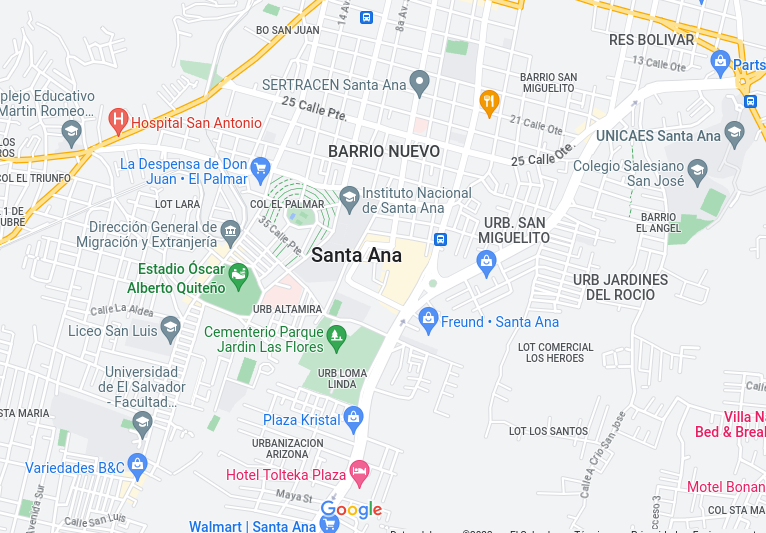 BO SAN JUAN
14 Av
8a Av.
RES BOLIVAR
13 Calle Ote
Parts
SERTRACEN Santa Ana
BARRIO SAN
MIGUELITO
plejo Educativo
Martin Romeo...
25 Calle Pte.
Hospital San Antonio
21 Calle Ote.
UNICAES Santa Ana
BARRIO NUEVO
25 Calle Ote.
La Despensa de Don
Juan • El Palmar
Colegio Salesiano
San José
LOS
ROS
COL EL TRIUNFO
LOT LARA
COL EL PALMAR
Instituto Nacional
de Santa Ana
1 DE
UBRE
Dirección General de
Migración y Extranjería
35 Calle Pte.
URB. SAN
MIGUELITO
BARRIO
EL ANGEL
Santa Ana
Estadio Óscar
Alberto Quiteño
URB JARDINES
DEL ROCIO
Calle La Aldea
URB ALTAMIRA
Liceo San Luis
Cementerio Parque
Jardin Las Flores
Freund • Santa Ana
LOT COMERCIAL
LOS HEROES
Universidad
de El Salvador
- Facultad...
URB LOMA
LINDA
STA MARIA
Plaza Kristal
Villa N
Bed & Break
LOT LOS SANTOS
URBANIZACION
ARIZONA
Calle A Crio San Jose
Variedades B&C
Hotel Tolteka Plaza
Motel Bonan
Avenida Sur
Maya St
Google
cceso 3
COL STA MA
Calle San Luis
Walmart | Santa Ana